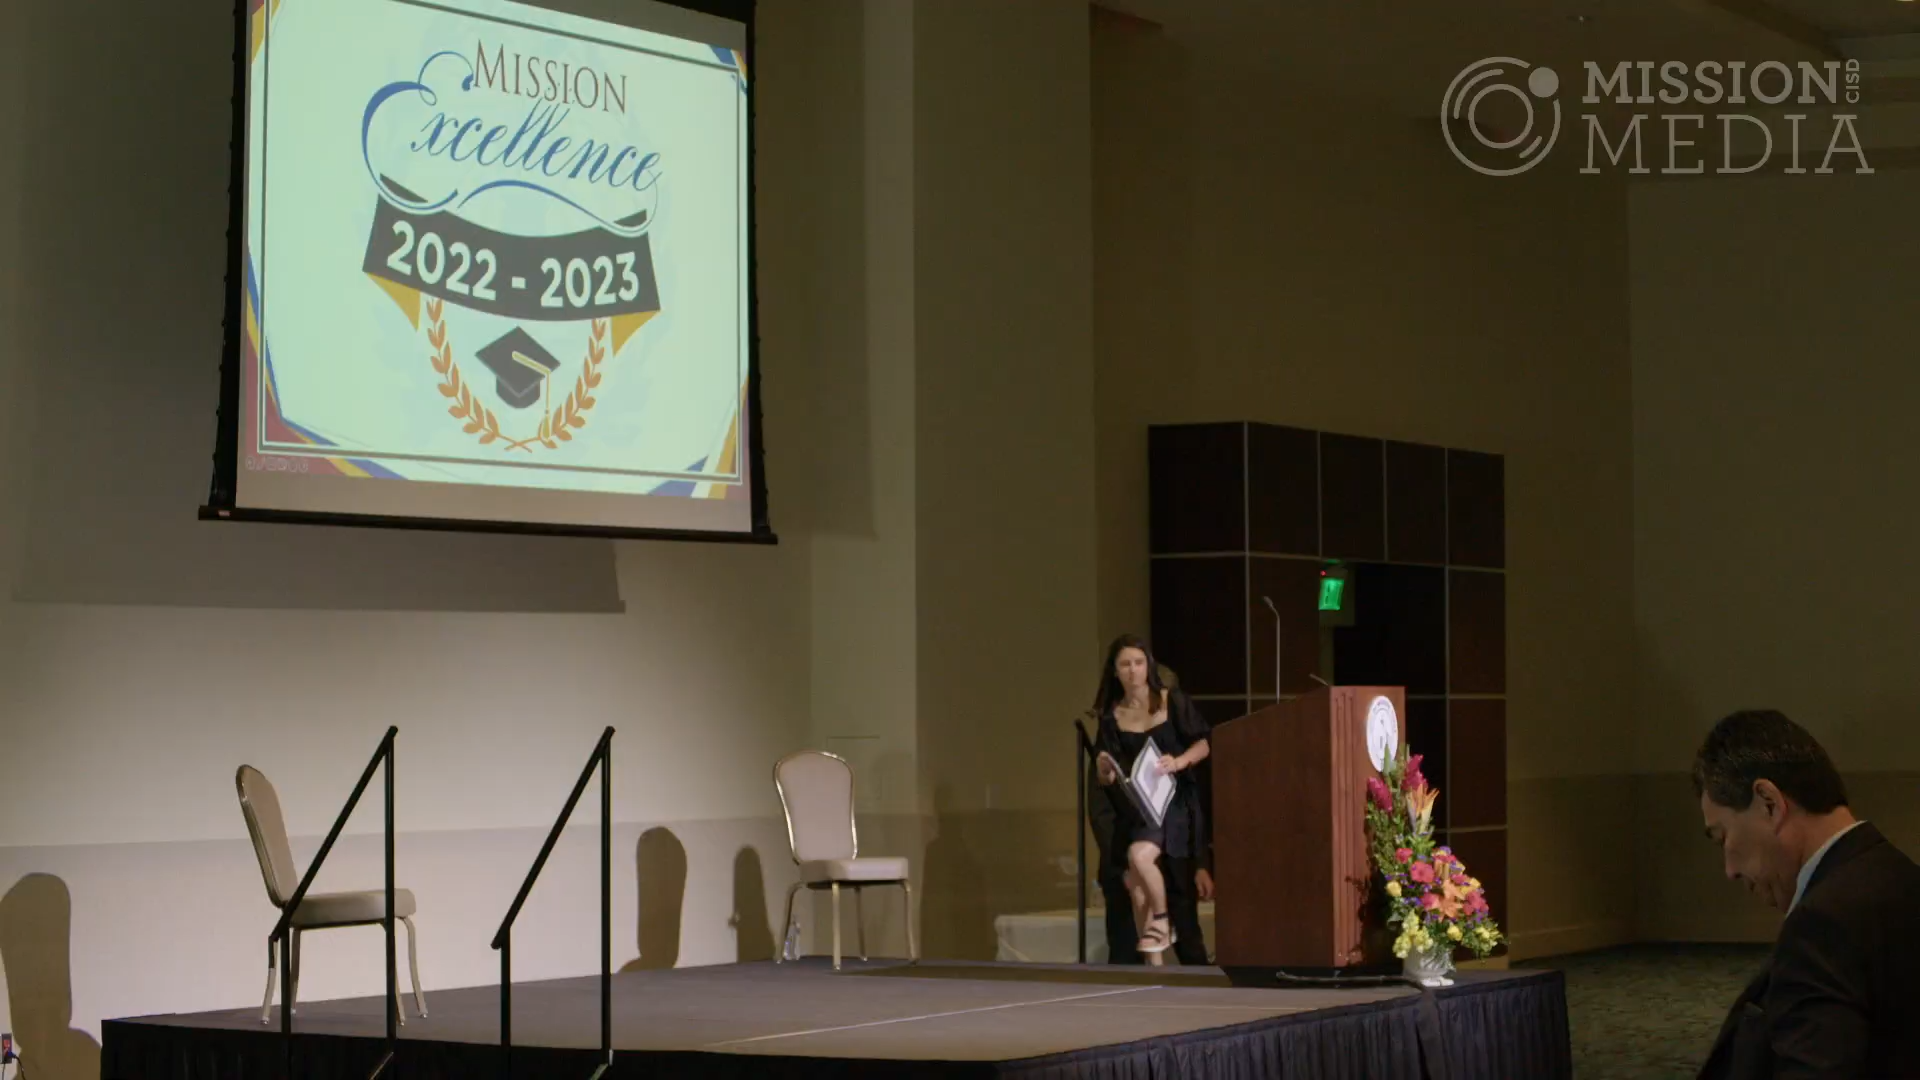 MISSION
Excellence
2022 - 2023
MISSION CISD
MEDIA